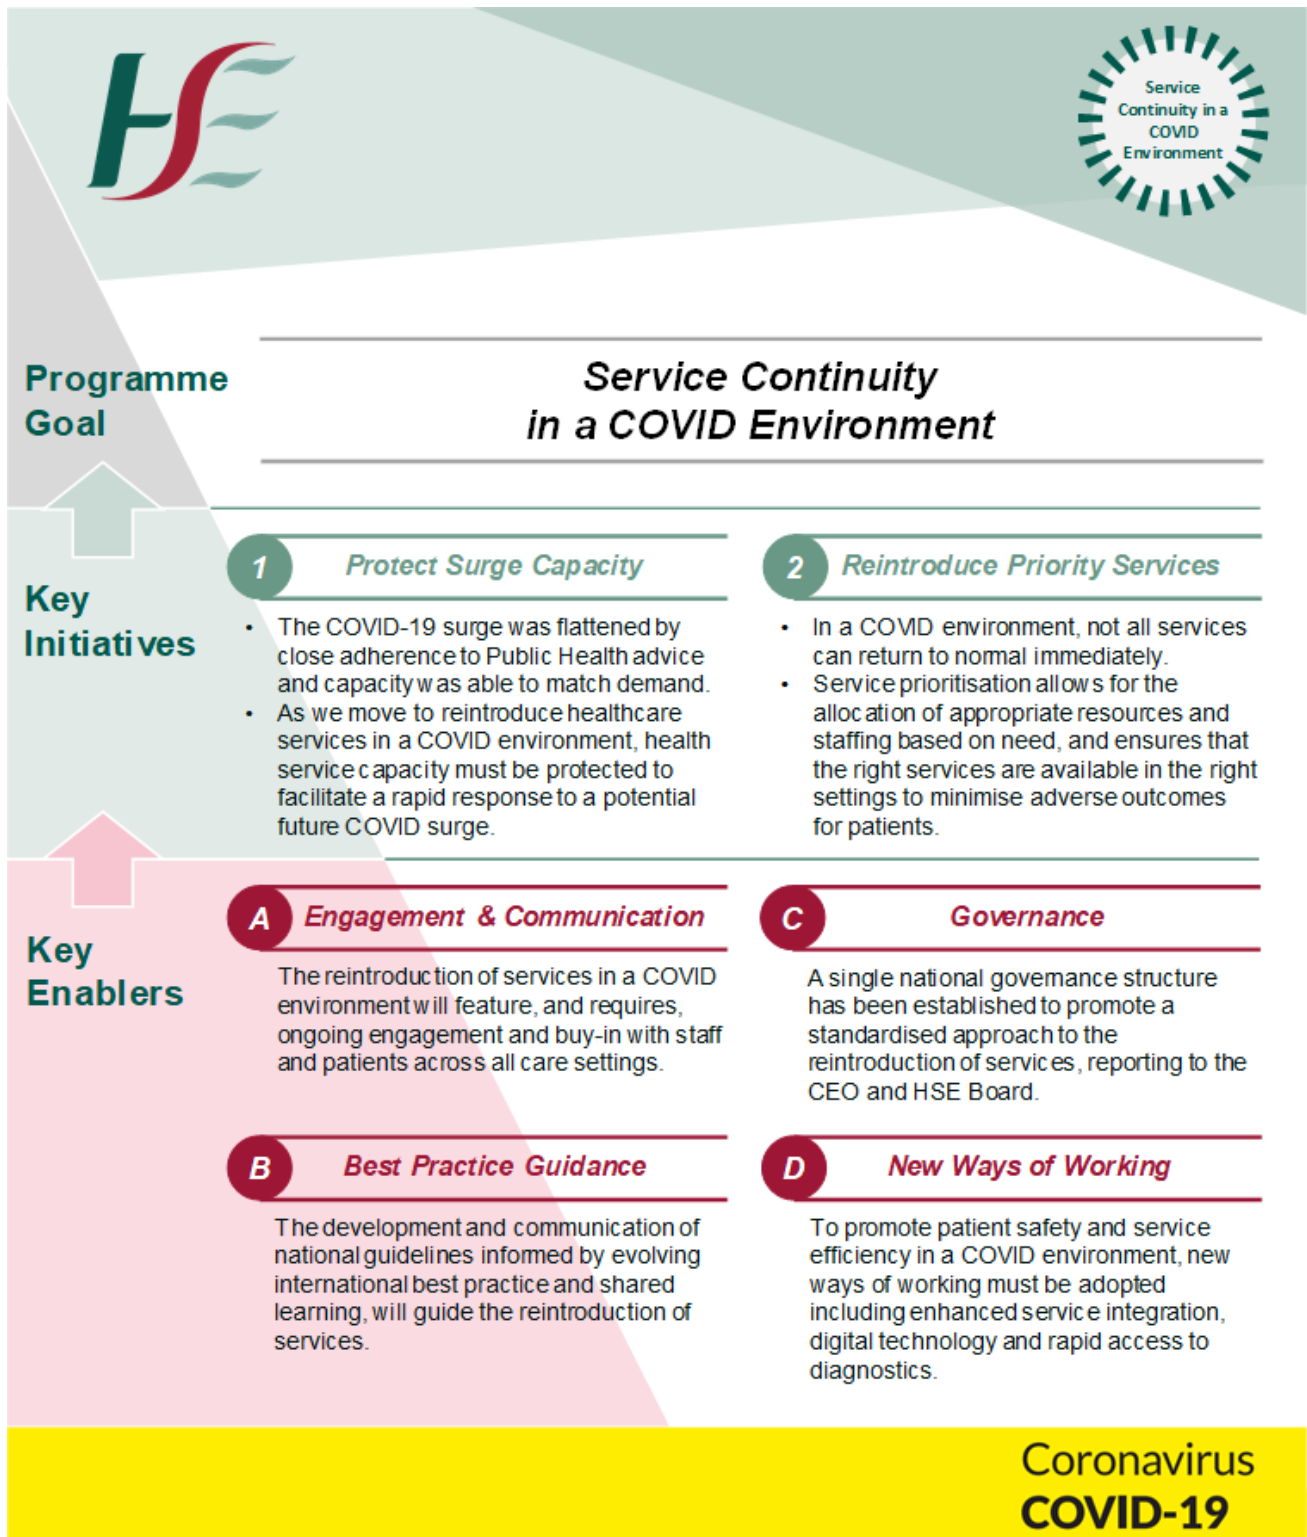 HSE
Service
Continuity in a
COVID
Environment
Programme
Goal
Service Continuity
in a COVID Environment
Key
Initiatives
1
Protect Surge Capacity
• The COVID-19 surge was flattened by
close adherence to Public Health advice
and capacity was able to match demand.
• As we move to reintroduce healthcare
services in a COVID environment, health
service capacity must be protected to
facilitate a rapid response to a potential
future COVID surge.
2
Reintroduce Priority Services
• In a COVID environment, not all services
can return to normal immediately.
• Service prioritisation allows for the
allocation of appropriate resources and
staffing based on need, and ensures that
the right services are available in the right
settings to minimise adverse outcomes
for patients.
Key
Enablers
A
Engagement & Communication
The reintroduction of services in a COVID
environment will feature, and requires,
ongoing engagement and buy-in with staff
and patients across all care settings.
C
Governance
A single national governance structure
has been established to promote a
standardised approach to the
reintroduction of services, reporting to the
CEO and HSE Board.
B
Best Practice Guidance
The development and communication of
national guidelines informed by evolving
international best practice and shared
learning, will guide the reintroduction of
services.
D
New Ways of Working
To promote patient safety and service
efficiency in a COVID environment, new
ways of working must be adopted
including enhanced service integration,
digital technology and rapid access to
diagnostics.
Coronavirus
COVID-19